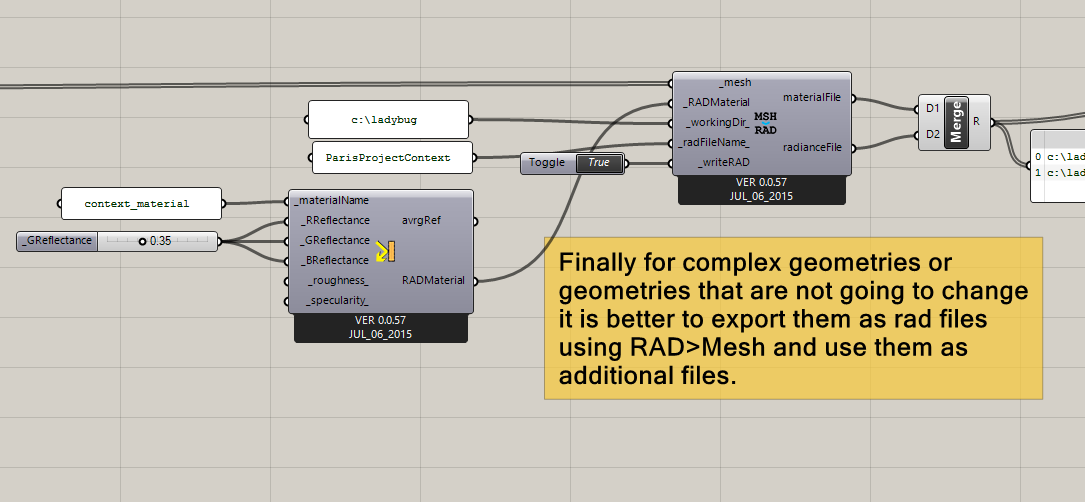 _mesh
_RADMaterial
materialFile
c:\ladybug
_workingDir_
MSH
RAD
D1
D2
Merge
R
ParisProjectContext
_radFileName_
radianceFile
Toggle
True
_writeRAD
0 c:\lad
1 c:\lad
VER 0.0.57
JUL_06_2015
context_material
_materialName
_RReflectance
avrgRef
_GReflectance
0.35
_GReflectance
_BReflectance
_roughness_
RADMaterial
_specularity_
VER 0.0.57
JUL_06_2015
Finally for complex geometries or
geometries that are not going to change
it is better to export them as rad files
using RAD>Mesh and use them as
additional files.